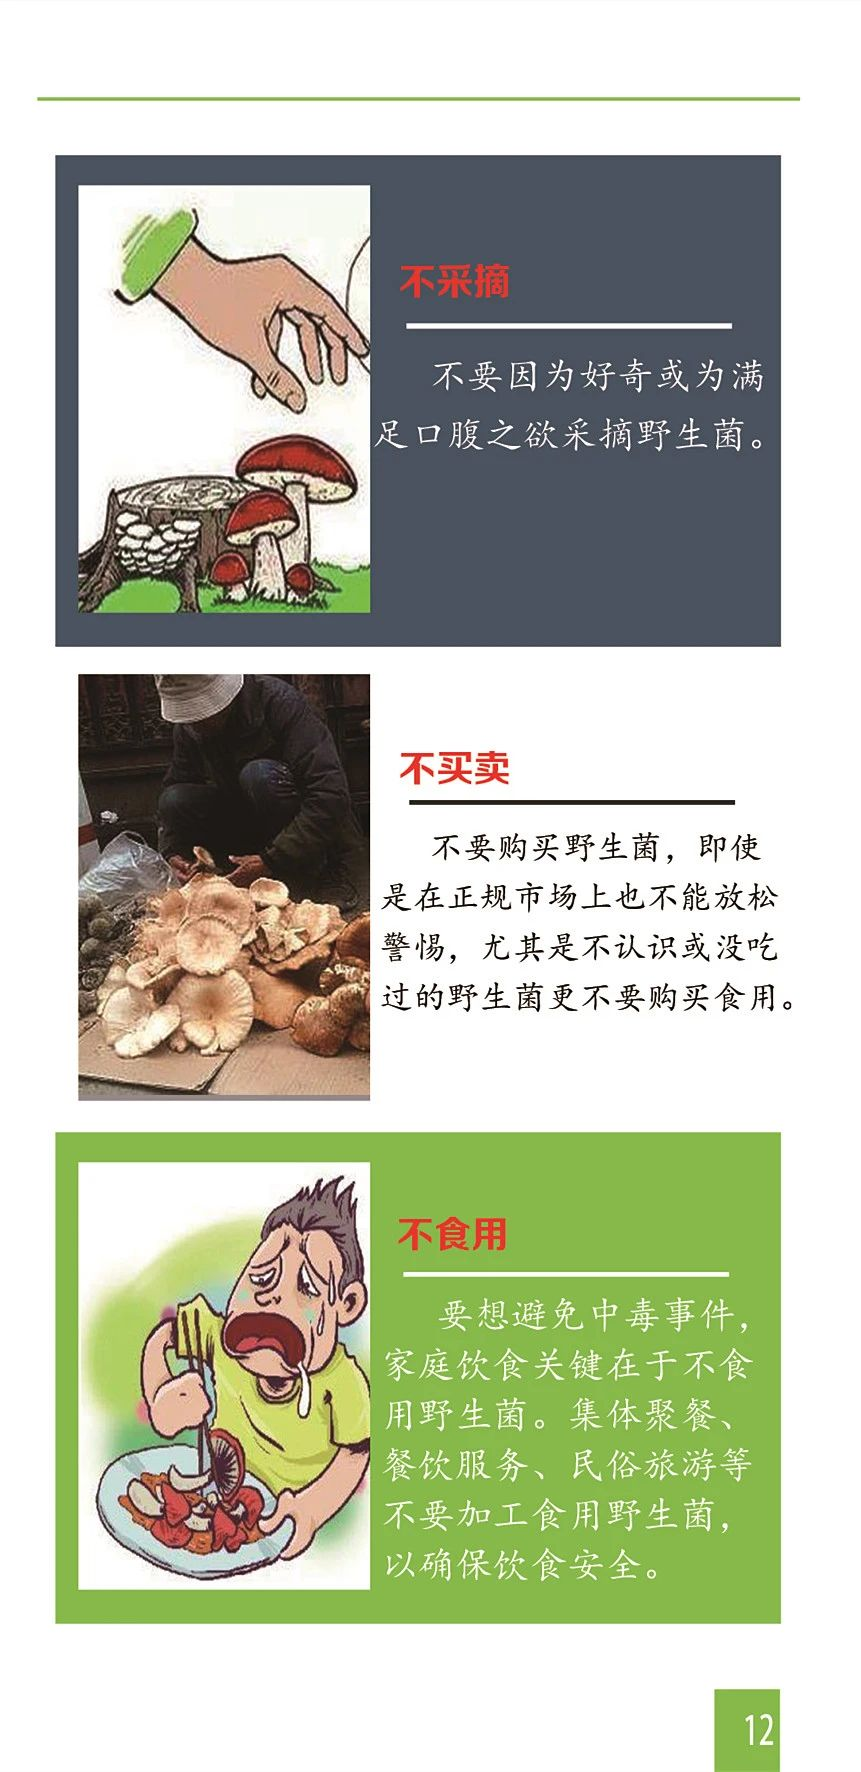 不采摘
不要因为好奇或为满
足口腹之欲采摘野生菌。
不买卖
不要购买野生菌，即使
是在正规市场上也不能放松
警惕，尤其是不认识或没吃
过的野生菌更不要购买食用。
不食用
要想避免中毒事件，
家庭饮食关键在于不食
用野生菌。集体聚餐、
餐饮服务、民俗旅游等
不要加工食用野生菌，
以确保饮食安全。
12